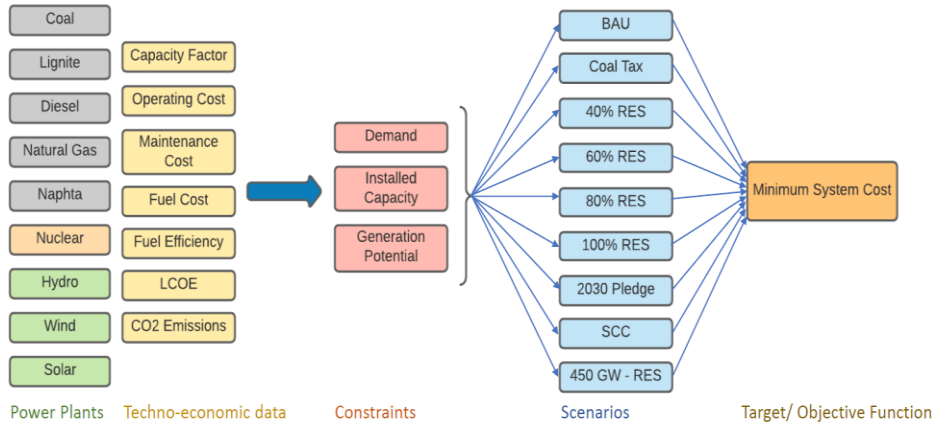 Coal
Lignite
Diesel
Natural Gas
Naphta
Nuclear
Hydro
Wind
Solar
Power Plants
Capacity Factor
Operating Cost
Maintenance
Cost
Fuel Cost
Fuel Efficiency
LCOE
CO2 Emissions
Techno-economic data
Demand
Installed
Capacity
Generation
Potential
Constraints
BAU
Coal Tax
40% RES
60% RES
80% RES
100% RES
2030 Pledge
SCC
450 GW - RES
Scenarios
Minimum System Cost
Target/ Objective Function